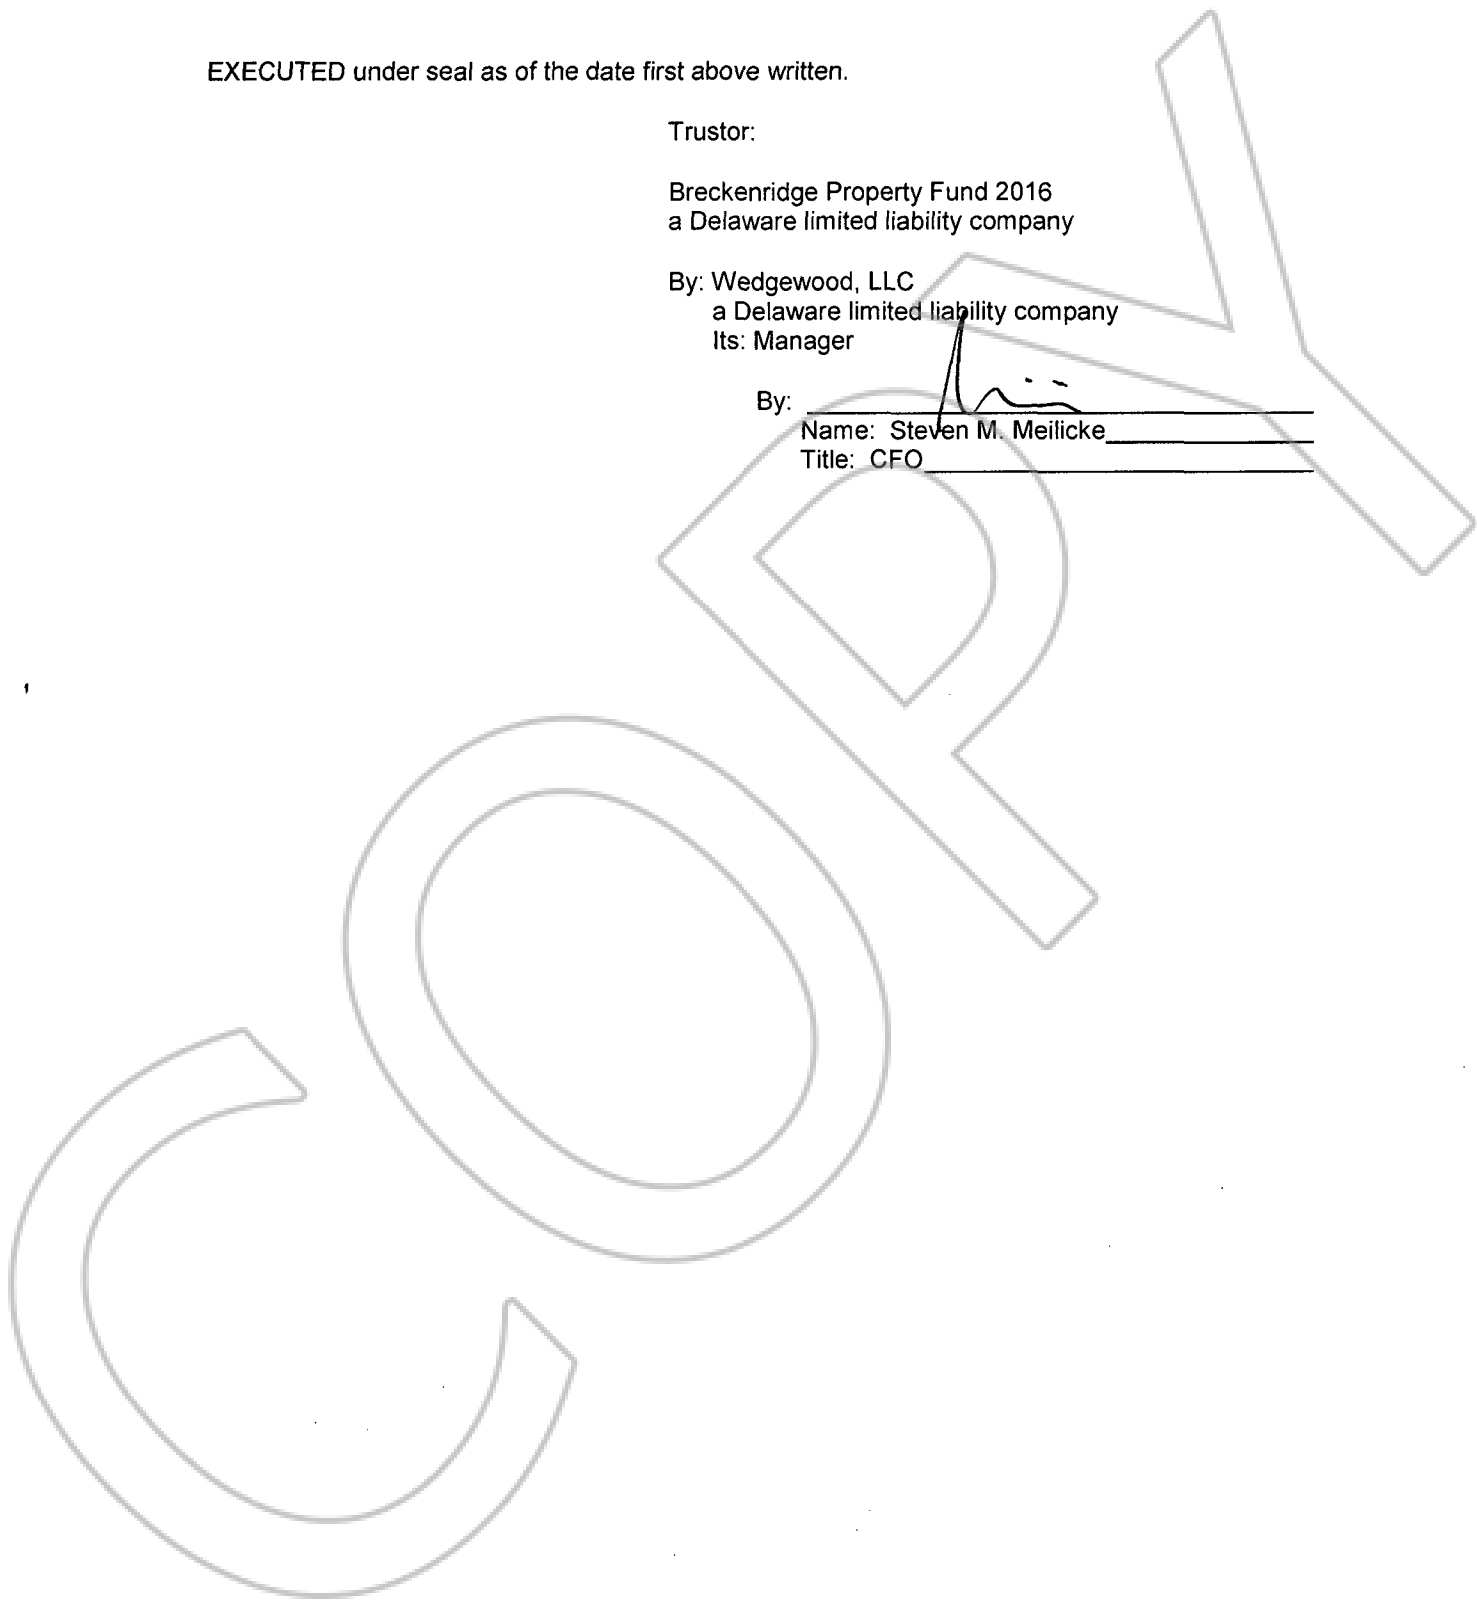 EXECUTED under seal as of the date first above written.
Trustor:
Breckenridge Property Fund 2016
a Delaware limited liability company
By: Wedgewood, LLC
a Delaware limited liability company
Its: Manager
By:
Name: Steven M. Meilicke
Title: CFO
COPY